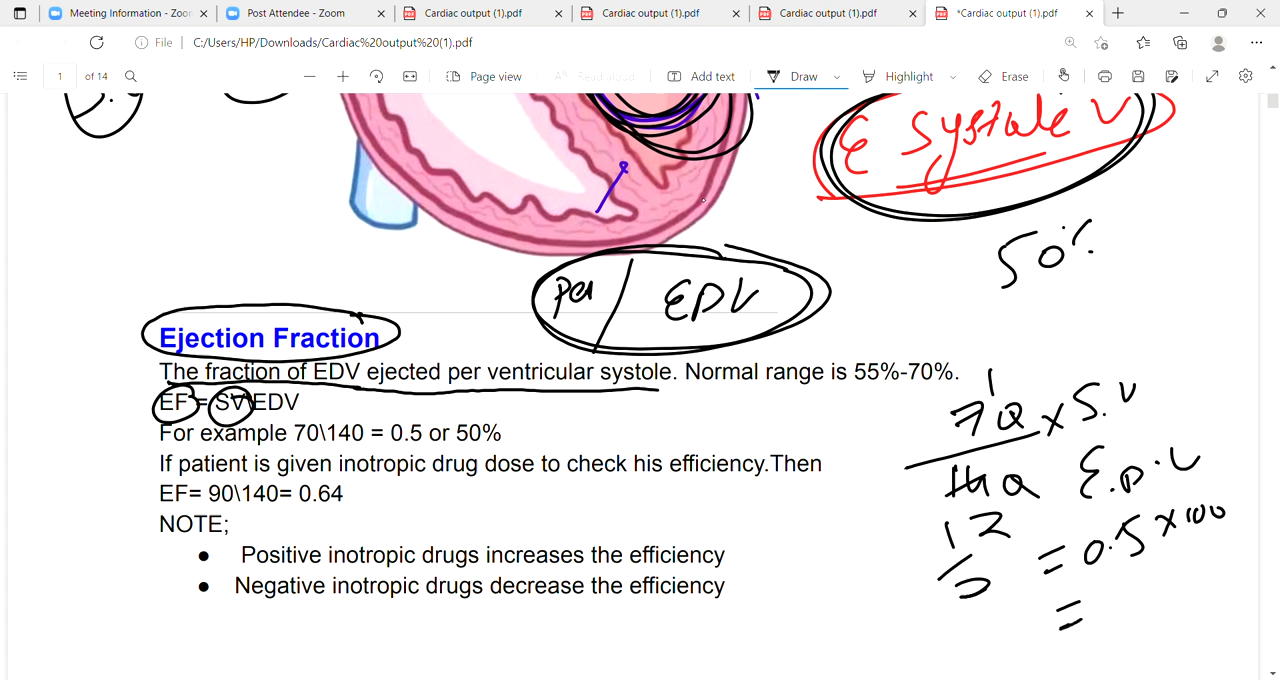 Meeting Information - Zoom
Post Attendee - Zoom
Cardiac output (1).pdf
Cardiac output (1).pdf
Cardiac output (1).pdf
*Cardiac output (1).pdf
File
C:/Users/HP/Downloads/Cardiac%20output%20(1).pdf
1 of 14
Page view
Read aloud
Add text
Draw
Highlight
Erase
E Systole V
50%
per / EDV
Ejection Fraction
The fraction of EDV ejected per ventricular systole. Normal range is 55%-70%.
EF = SV\EDV
For example 70\140 = 0.5 or 50%
If patient is given inotropic drug dose to check his efficiency.Then
EF= 90\140= 0.64
NOTE;
● Positive inotropic drugs increases the efficiency
● Negative inotropic drugs decrease the efficiency
1
70 x S.V
E.D.V
= 0.5 x 100
=